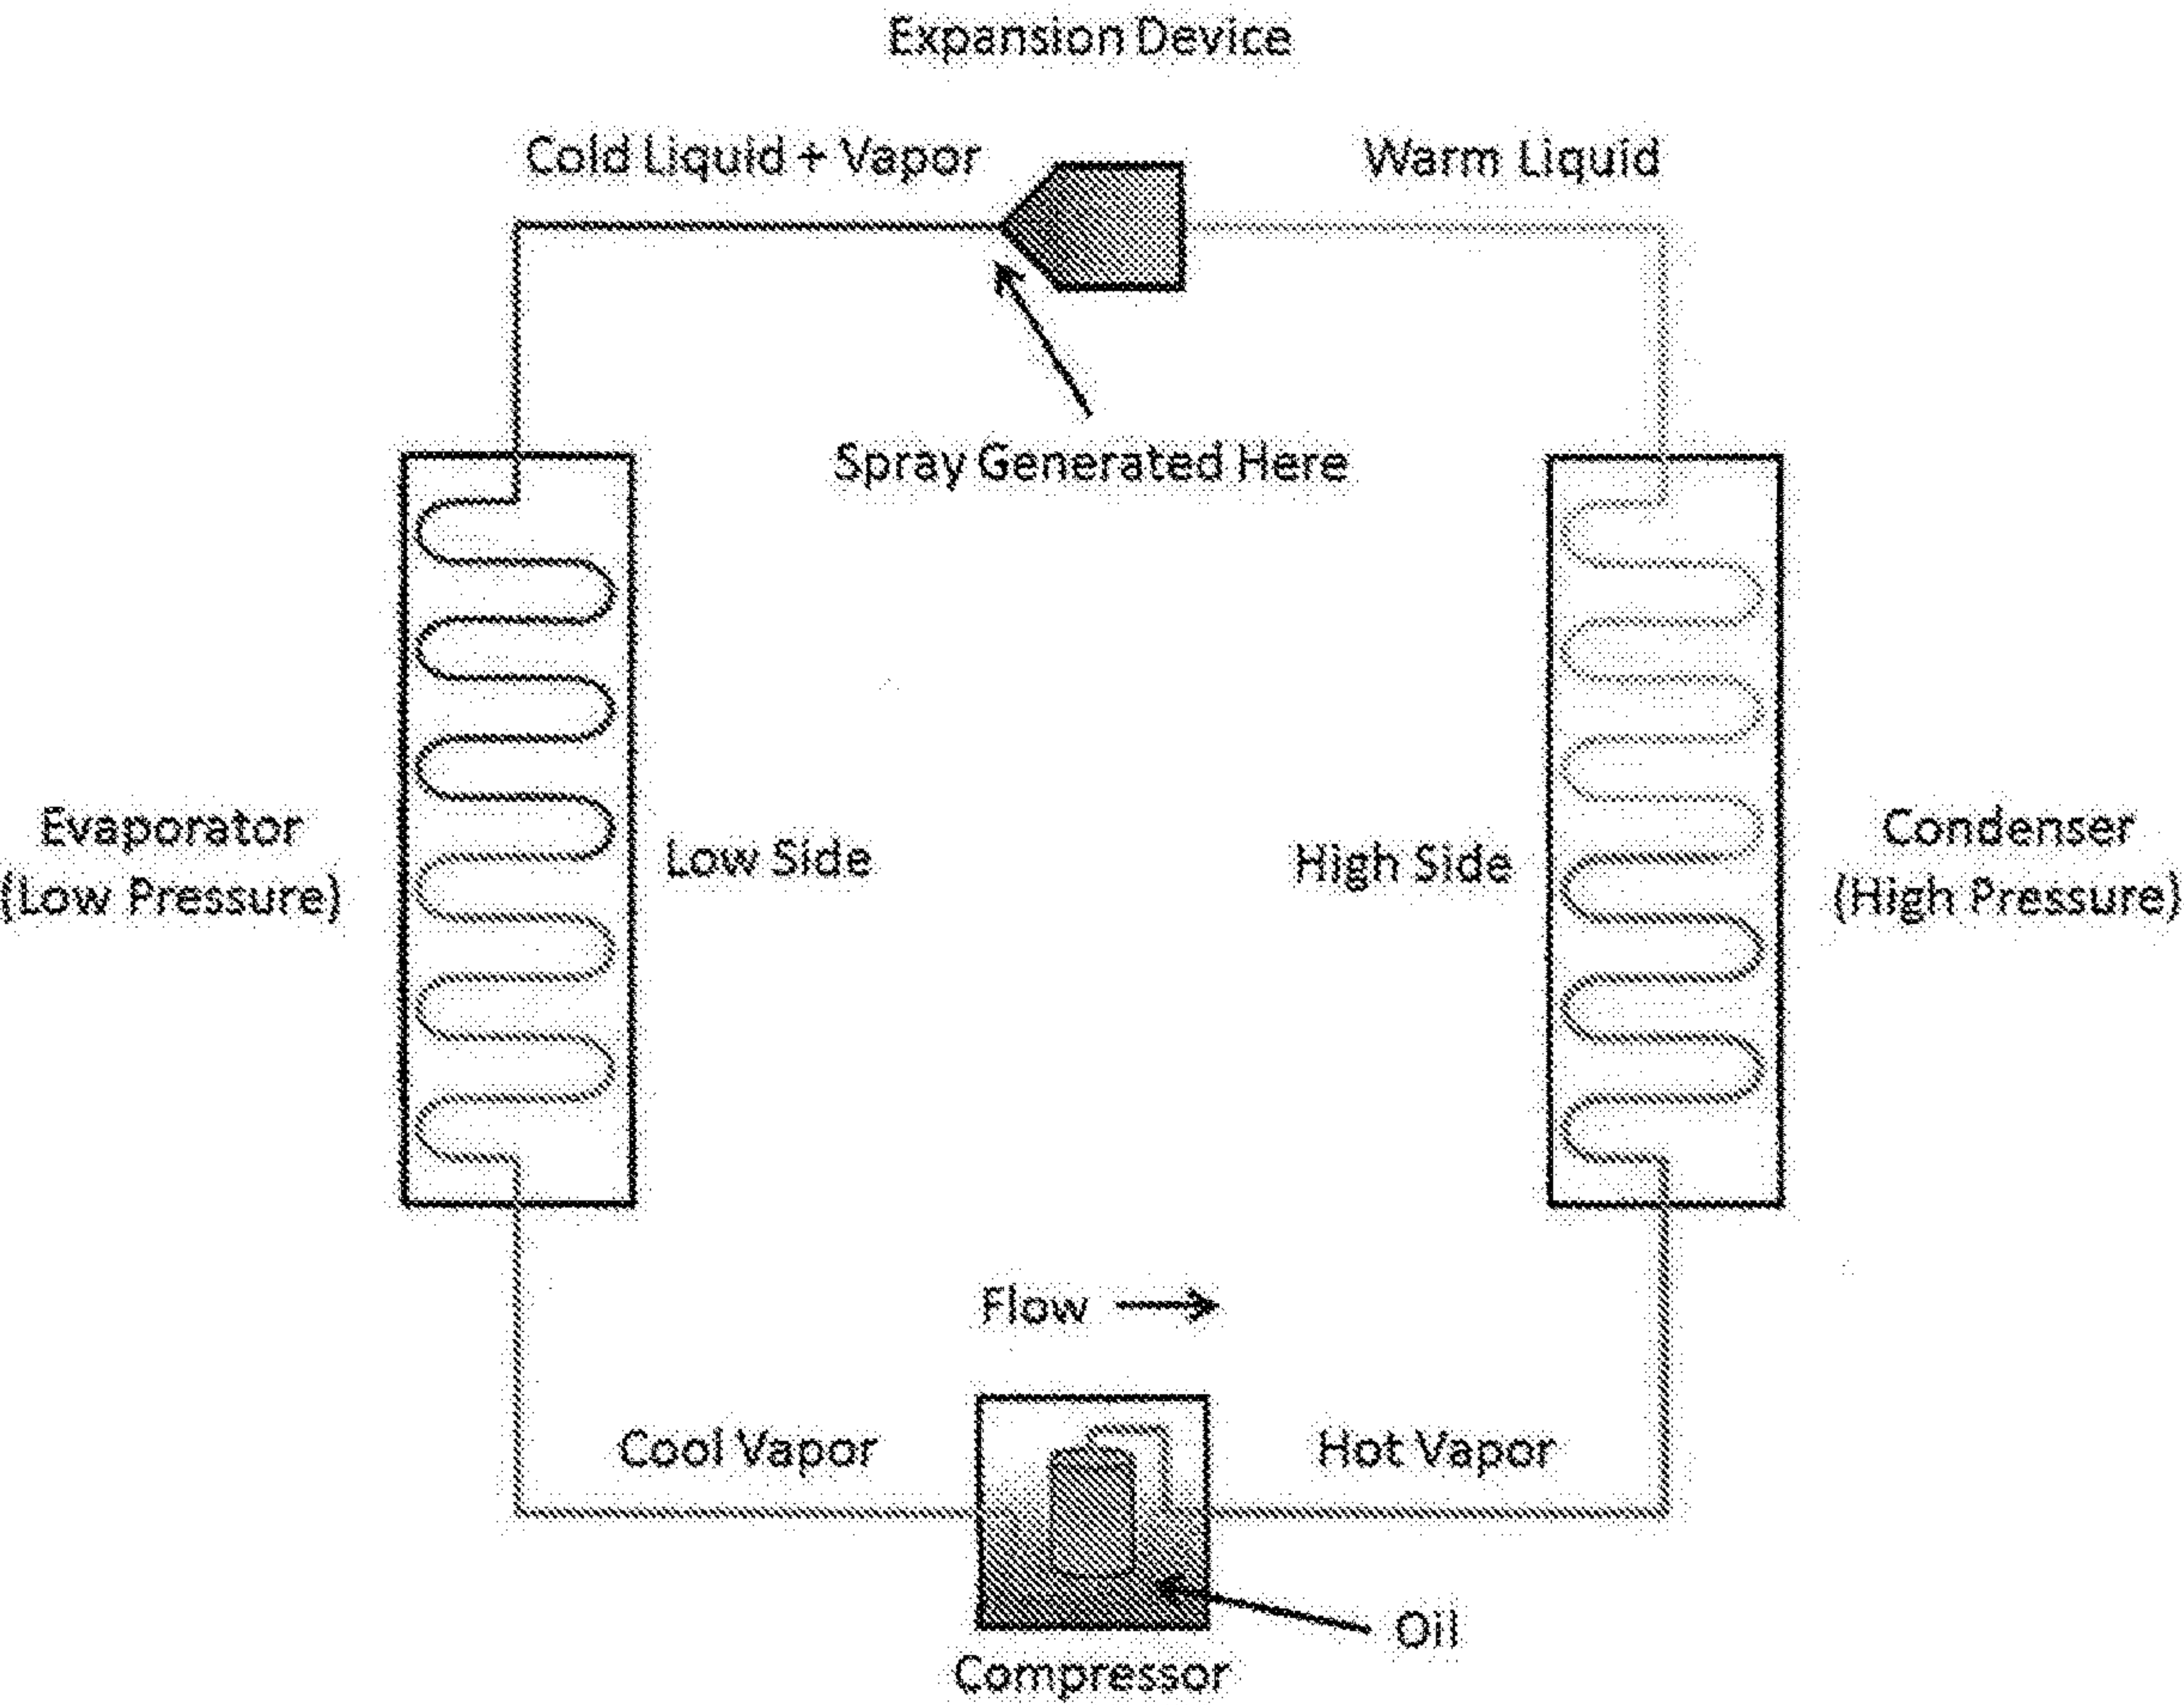 Expansion Device
Cold Liquid + Vapor
Warm Liquid
Spray Generated Here
Evaporator
(Low Pressure)
Low Side
High Side
Condenser
(High Pressure)
Flow
Cool Vapor
Hot Vapor
Oil
Compressor